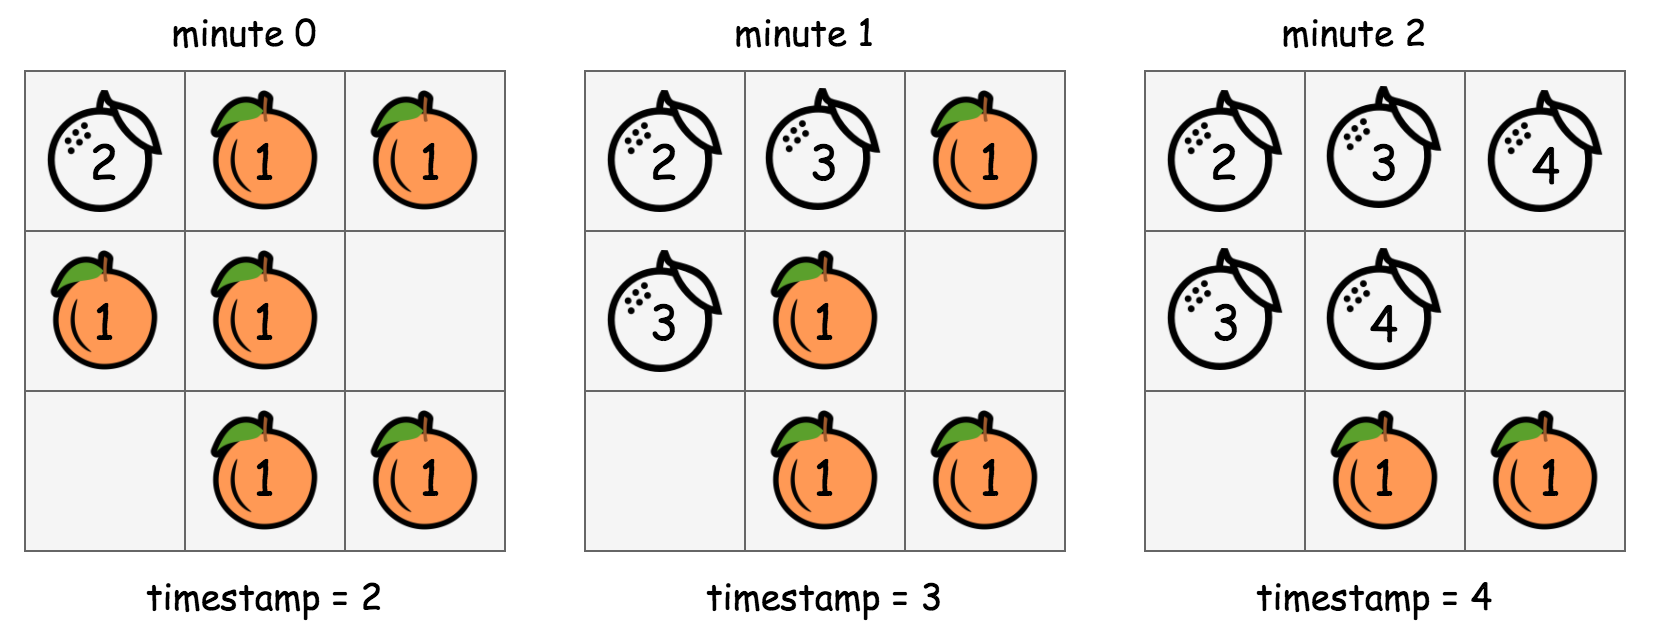 minute 0 minute 1 minute 2
2 1 1 2 3 1 2 3 4
1 1 3 1 3 4
1 1 1 1 1 1
timestamp = 2 timestamp = 3 timestamp = 4